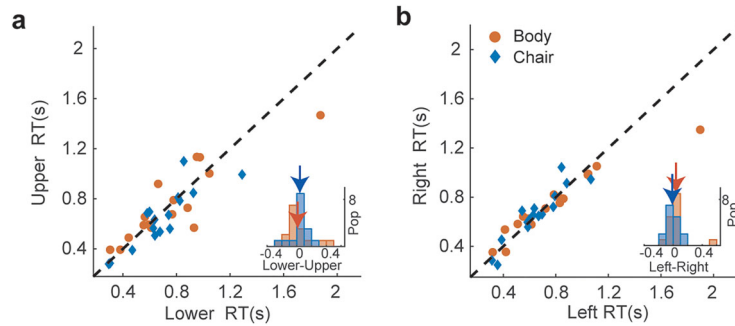 a
2
1.6
1.2
0.8
0.4
Upper RT(s)
0.4 0.8 1.2 1.6 2
Lower RT(s)
8
Pop
-0.4 0 0.4
Lower-Upper
b
Body
Chair
2
1.6
1.2
0.8
0.4
Right RT(s)
0.4 0.8 1.2 1.6 2
Left RT(s)
8
Pop
-0.4 0 0.4
Left-Right